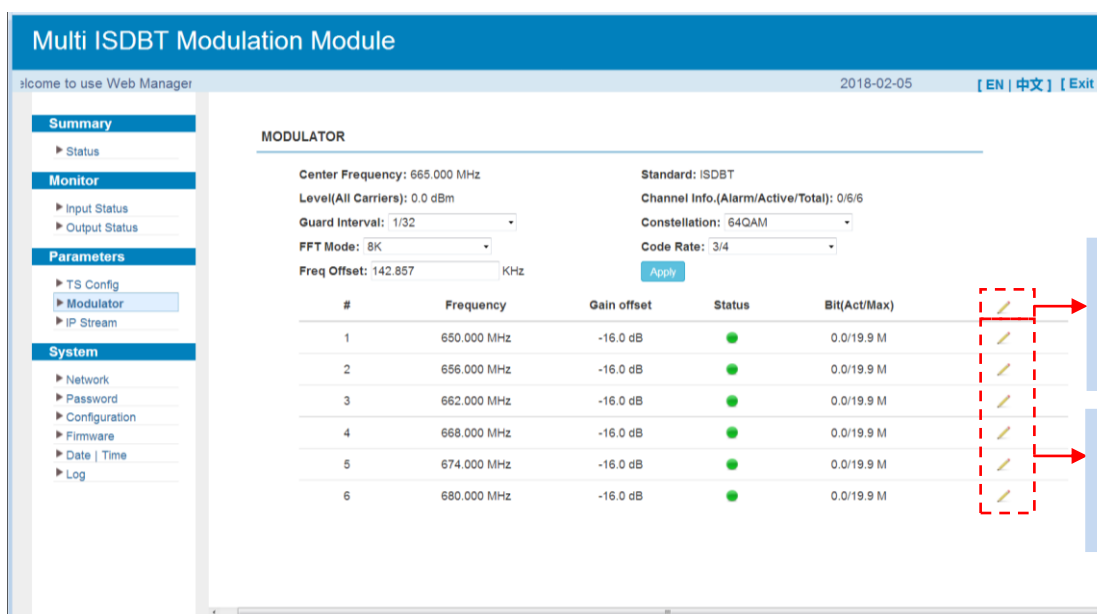 Multi ISDBT Modulation Module
elcome to use Web Manager 2018-02-05 [ EN | 中文 ] [ Exit
Summary
Status
Monitor
Input Status
Output Status
Parameters
TS Config
Modulator
IP Stream
System
Network
Password
Configuration
Firmware
Date | Time
Log
MODULATOR
Center Frequency: 665.000 MHz Standard: ISDBT
Level(All Carriers): 0.0 dBm Channel Info.(Alarm/Active/Total): 0/6/6
Guard Interval: 1/32 Constellation: 64QAM
FFT Mode: 8K Code Rate: 3/4
Freq Offset: 142.857 KHz Apply
# Frequency Gain offset Status Bit(Act/Max)
1 650.000 MHz -16.0 dB 0.0/19.9 M
2 656.000 MHz -16.0 dB 0.0/19.9 M
3 662.000 MHz -16.0 dB 0.0/19.9 M
4 668.000 MHz -16.0 dB 0.0/19.9 M
5 674.000 MHz -16.0 dB 0.0/19.9 M
6 680.000 MHz -16.0 dB 0.0/19.9 M